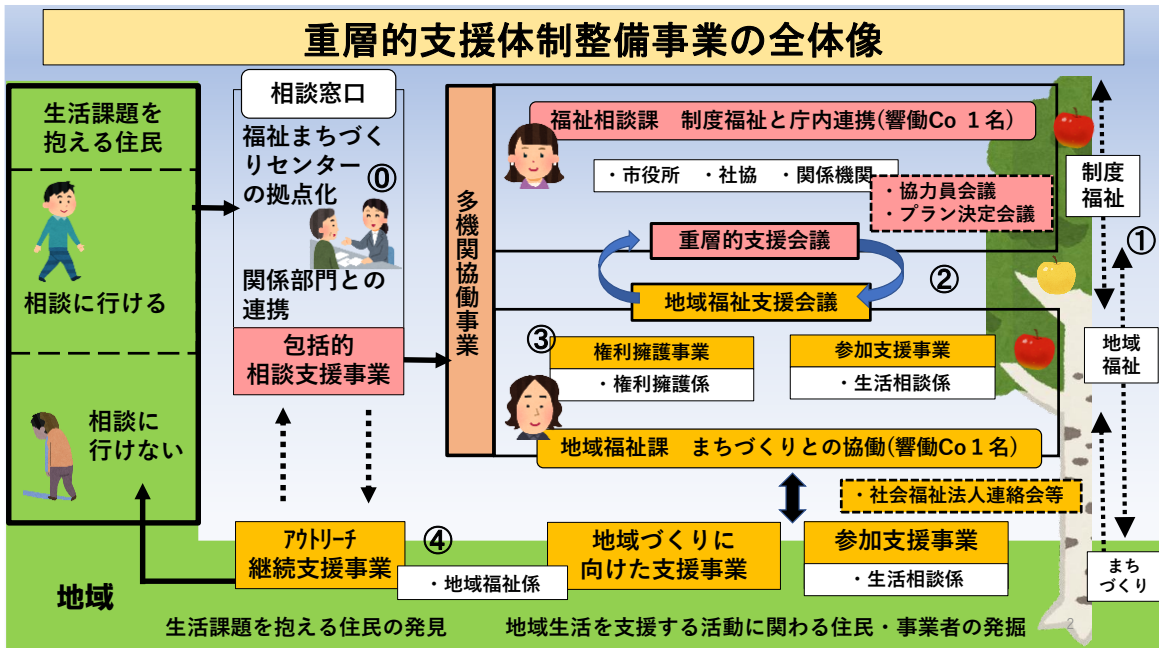 重層的支援体制整備事業の全体像
生活課題を
抱える住民
相談に行ける
相談に
行けない
相談窓口
福祉まちづく
りセンター
の拠点化
⓪
関係部門との
連携
包括的
相談支援事業
多機関協働事業
福祉相談課 制度福祉と庁内連携(響働Co 1名)
・市役所 ・社協 ・関係機関
・協力員会議
・プラン決定会議
重層的支援会議
②
地域福祉支援会議
③
権利擁護事業
・権利擁護係
参加支援事業
・生活相談係
地域福祉課 まちづくりとの協働(響働Co 1名)
・社会福祉法人連絡会等
制度
福祉
①
地域
福祉
まち
づくり
アウトリーチ
継続支援事業
④
・地域福祉係
地域づくりに
向けた支援事業
参加支援事業
・生活相談係
地域
生活課題を抱える住民の発見
地域生活を支援する活動に関わる住民・事業者の発掘
2